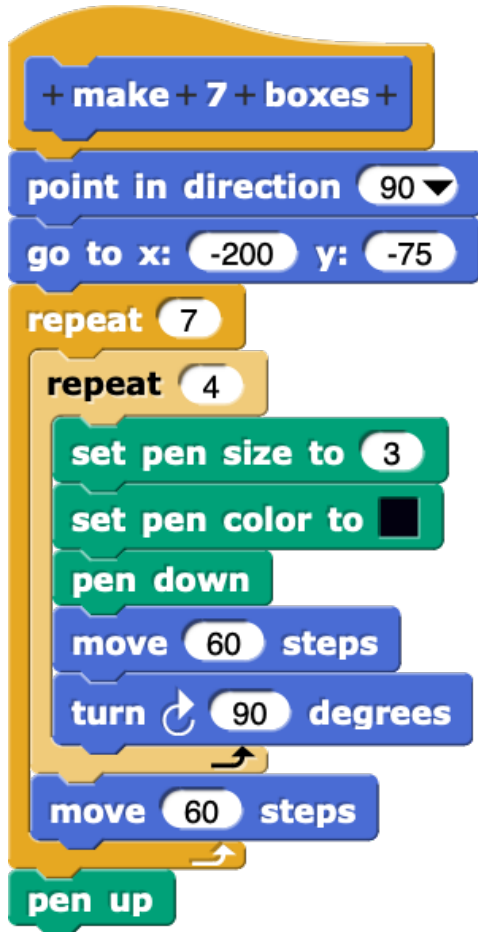 + make + 7 + boxes +
point in direction 90
go to x: -200 y: -75
repeat 7
repeat 4
set pen size to 3
set pen color to
pen down
move 60 steps
turn 90 degrees
move 60 steps
pen up